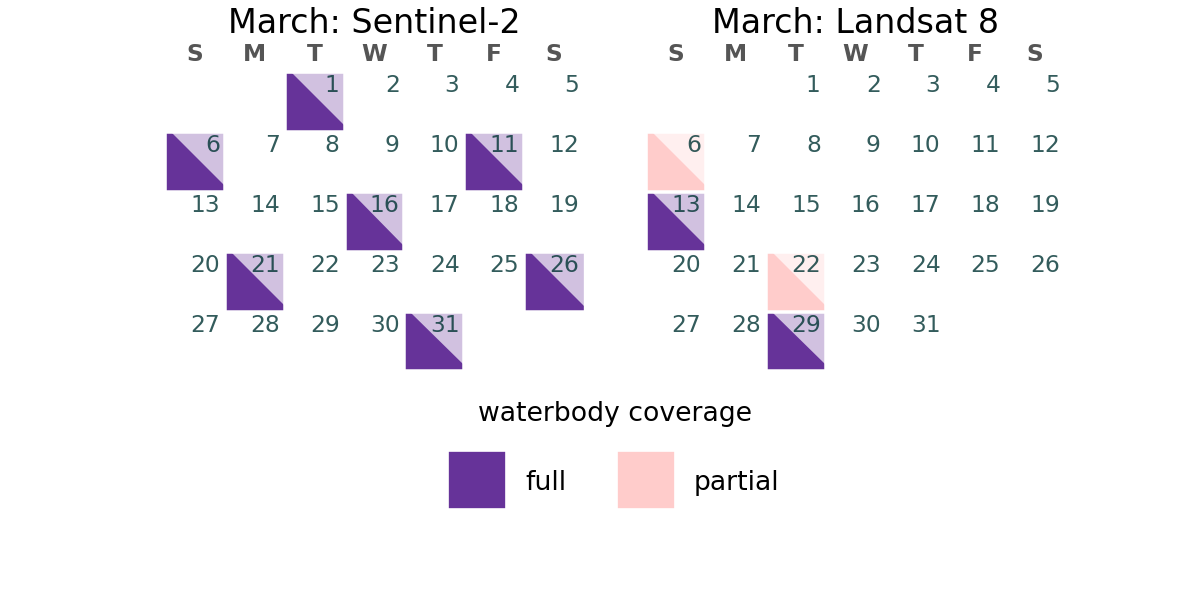 March: Sentinel-2
S M T W T F S
1 2 3 4 5
6 7 8 9 10 11 12
13 14 15 16 17 18 19
20 21 22 23 24 25 26
27 28 29 30 31
March: Landsat 8
S M T W T F S
1 2 3 4 5
6 7 8 9 10 11 12
13 14 15 16 17 18 19
20 21 22 23 24 25 26
27 28 29 30 31
waterbody coverage
full partial